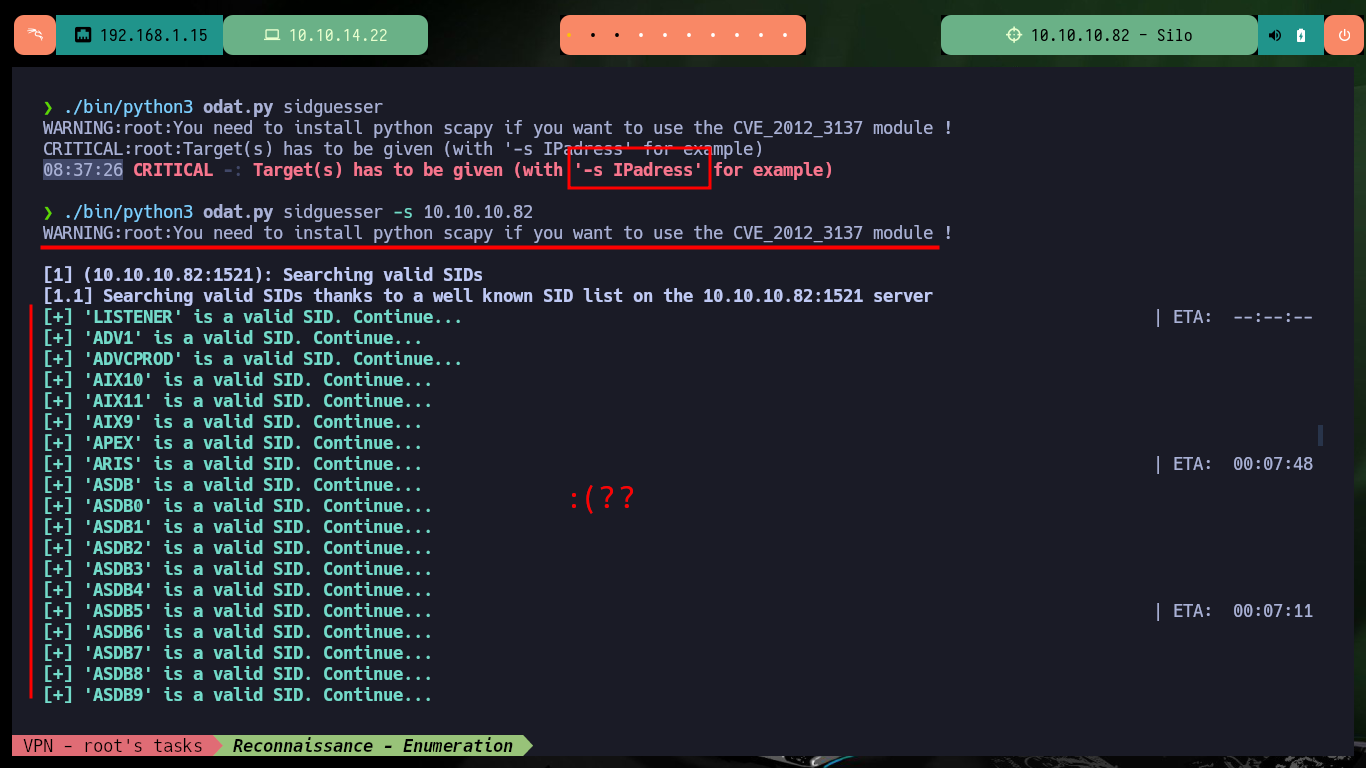 192.168.1.15
10.10.14.22
10.10.10.82 - Silo
❯ ./bin/python3 odat.py sidguesser
WARNING:root:You need to install python scapy if you want to use the CVE_2012_3137 module !
CRITICAL:root:Target(s) has to be given (with '-s IPadress' for example)
08:37:26 CRITICAL -: Target(s) has to be given (with '-s IPadress' for example)
❯ ./bin/python3 odat.py sidguesser -s 10.10.10.82
WARNING:root:You need to install python scapy if you want to use the CVE_2012_3137 module !
[1] (10.10.10.82:1521): Searching valid SIDs
[1.1] Searching valid SIDs thanks to a well known SID list on the 10.10.10.82:1521 server
[+] 'LISTENER' is a valid SID. Continue... | ETA: --:--:--
[+] 'ADV1' is a valid SID. Continue...
[+] 'ADVCPROD' is a valid SID. Continue...
[+] 'AIX10' is a valid SID. Continue...
[+] 'AIX11' is a valid SID. Continue...
[+] 'AIX9' is a valid SID. Continue...
[+] 'APEX' is a valid SID. Continue...
[+] 'ARIS' is a valid SID. Continue... | ETA: 00:07:48
[+] 'ASDB' is a valid SID. Continue...
:(??
[+] 'ASDB0' is a valid SID. Continue...
[+] 'ASDB1' is a valid SID. Continue...
[+] 'ASDB2' is a valid SID. Continue...
[+] 'ASDB3' is a valid SID. Continue...
[+] 'ASDB4' is a valid SID. Continue...
[+] 'ASDB5' is a valid SID. Continue... | ETA: 00:07:11
[+] 'ASDB6' is a valid SID. Continue...
[+] 'ASDB7' is a valid SID. Continue...
[+] 'ASDB8' is a valid SID. Continue...
[+] 'ASDB9' is a valid SID. Continue...
VPN - root's tasks
Reconnaissance - Enumeration